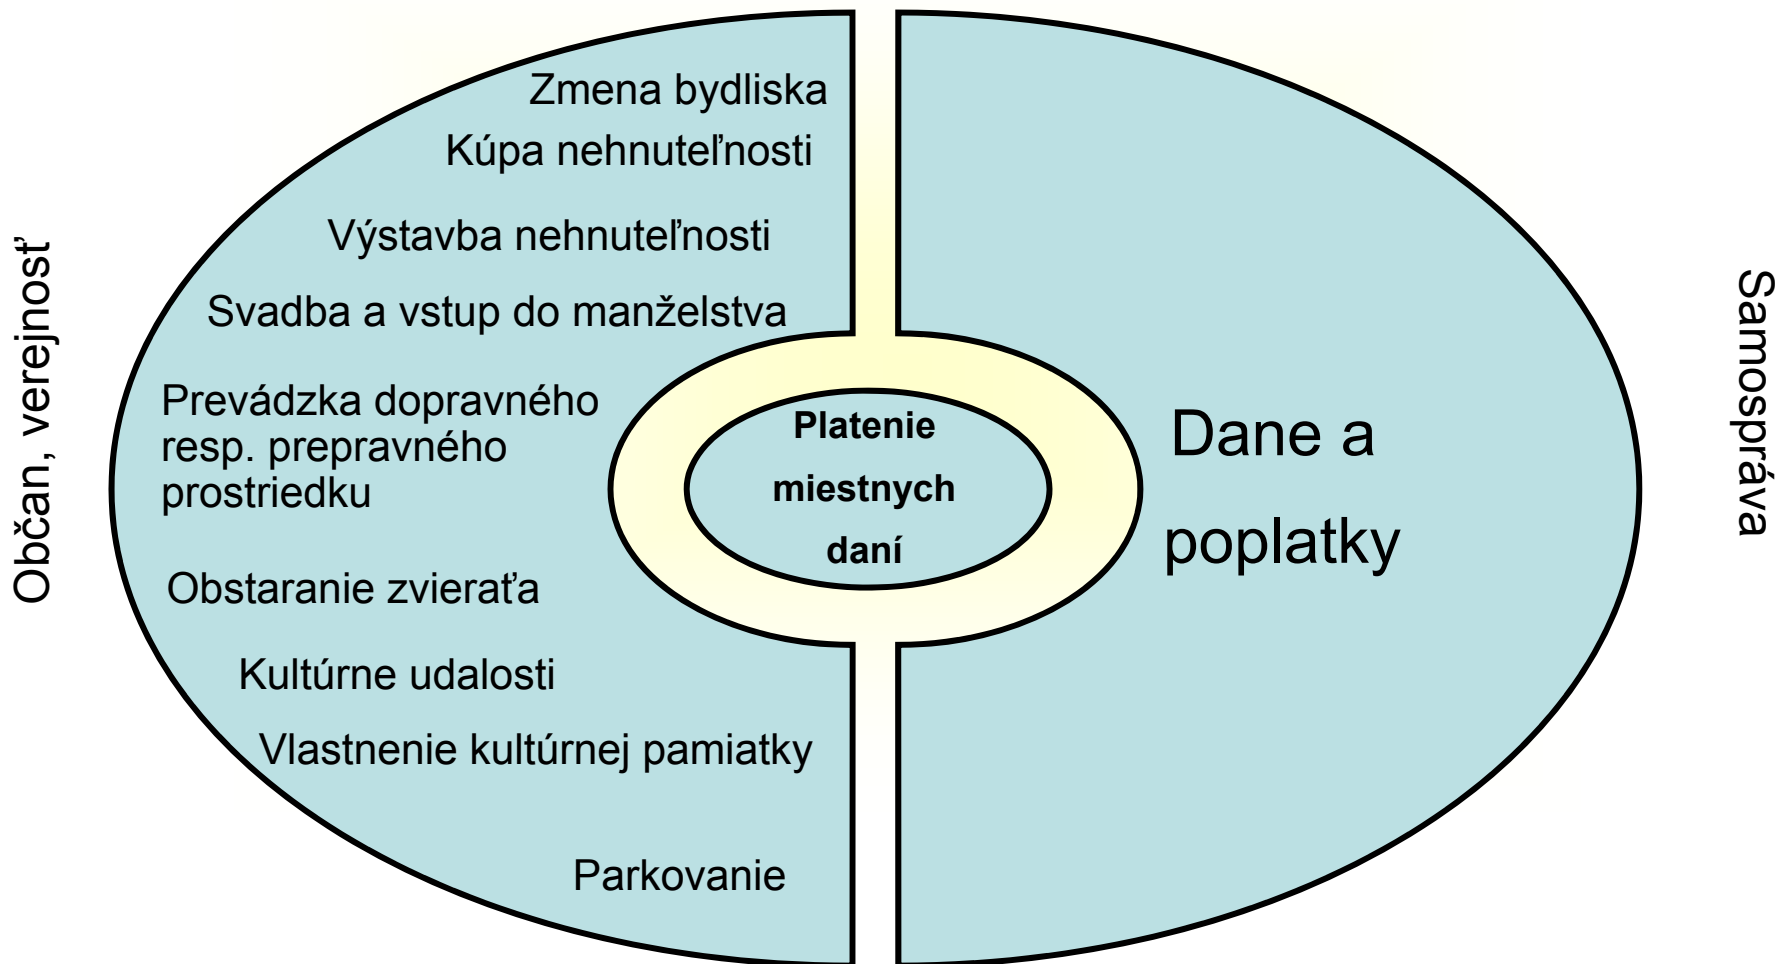 Občan, verejnosť
Zmena bydliska
Kúpa nehnuteľnosti
Výstavba nehnuteľnosti
Svadba a vstup do manželstva
Prevádzka dopravného
resp. prepravného
prostriedku
Obstaranie zvieraťa
Kultúrne udalosti
Vlastnenie kultúrnej pamiatky
Parkovanie
Platenie
miestnych
daní
Dane a
poplatky
Samospráva